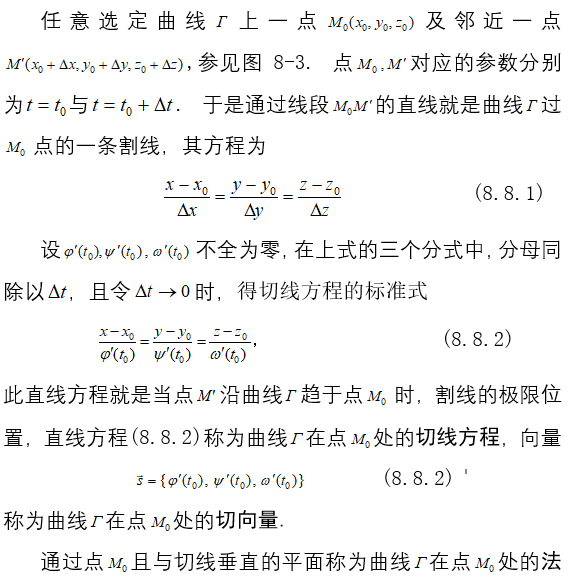 任意选定曲线Γ上一点M₀(x₀,y₀,z₀)及邻近一点
M′(x₀+Δx,y₀+Δy,z₀+Δz),参见图 8-3. 点M₀,M′对应的参数分别
为t=t₀与t=t₀+Δt. 于是通过线段M₀M′的直线就是曲线Γ过
M₀点的一条割线, 其方程为
(x−x₀)/Δx=(y−y₀)/Δy=(z−z₀)/Δz (8.8.1)
设φ′(t₀),ψ′(t₀),ω′(t₀)不全为零,在上式的三个分式中,分母同
除以Δt, 且令Δt→0时, 得切线方程的标准式
(x−x₀)/φ′(t₀)=(y−y₀)/ψ′(t₀)=(z−z₀)/ω′(t₀), (8.8.2)
此直线方程就是当点M′沿曲线Γ趋于点M₀时, 割线的极限位
置, 直线方程(8.8.2)称为曲线Γ在点M₀处的切线方程, 向量
s⃗={φ′(t₀),ψ′(t₀),ω′(t₀)} (8.8.2)′
称为曲线Γ在点M₀处的切向量.
通过点M₀且与切线垂直的平面称为曲线Γ在点M₀处的法